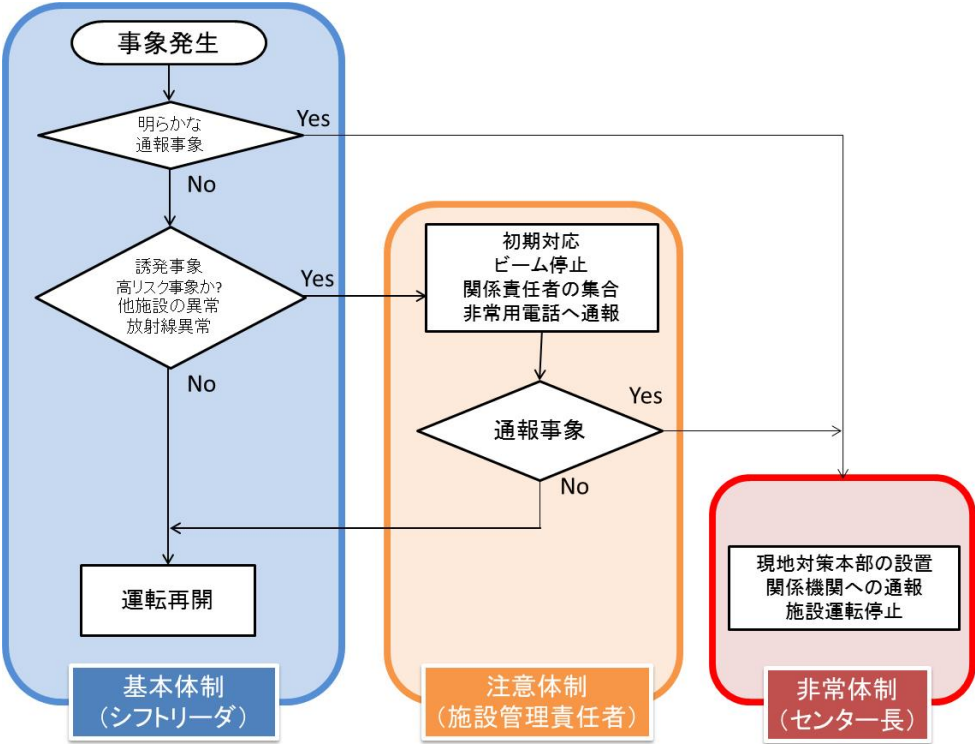 事象発生
明らかな
通報事象
Yes
No
誘発事象
高リスク事象か?
他施設の異常
放射線異常
Yes
No
運転再開
基本体制
(シフトリーダ)
初期対応
ビーム停止
関係責任者の集合
非常用電話へ通報
通報事象
Yes
No
注意体制
(施設管理責任者)
現地対策本部の設置
関係機関への通報
施設運転停止
非常体制
(センター長)